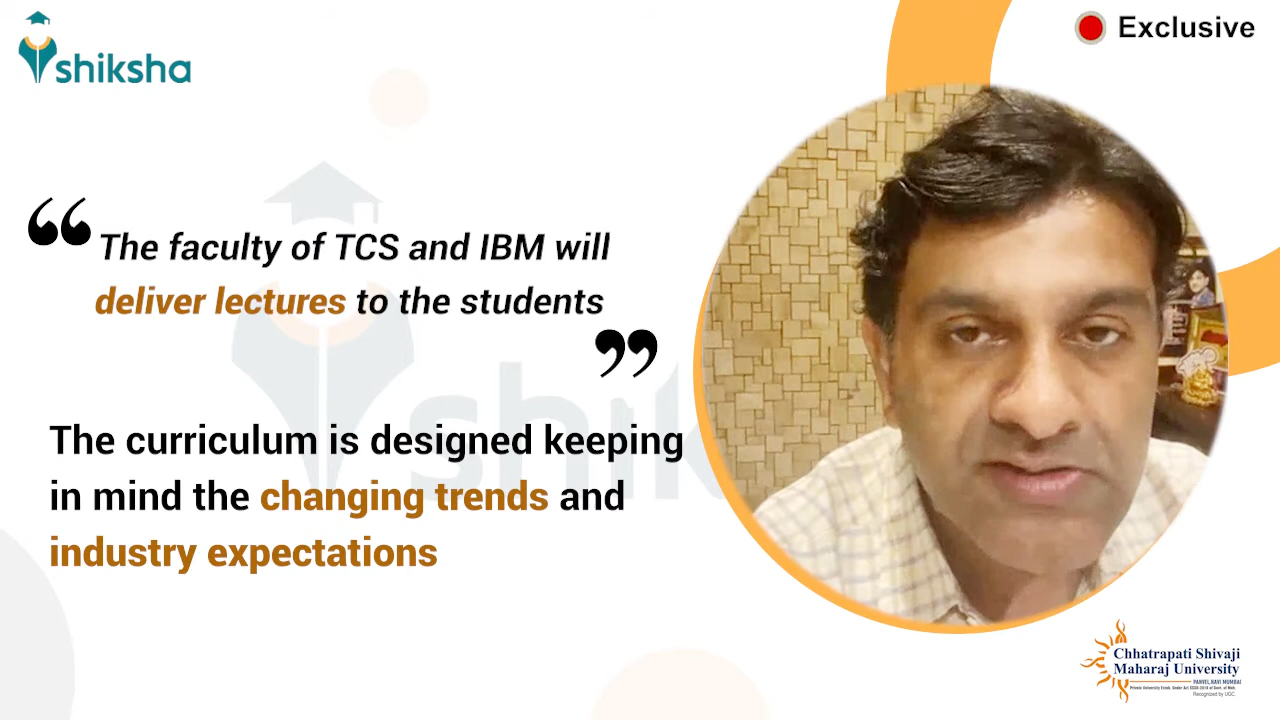 shiksha
Exclusive
“The faculty of TCS and IBM will
deliver lectures to the students
”
The curriculum is designed keeping
in mind the changing trends and
industry expectations
shiksha
Chhatrapati Shivaji
Maharaj University
PANVEL, NAVI MUMBAI
Recognized by UGC.